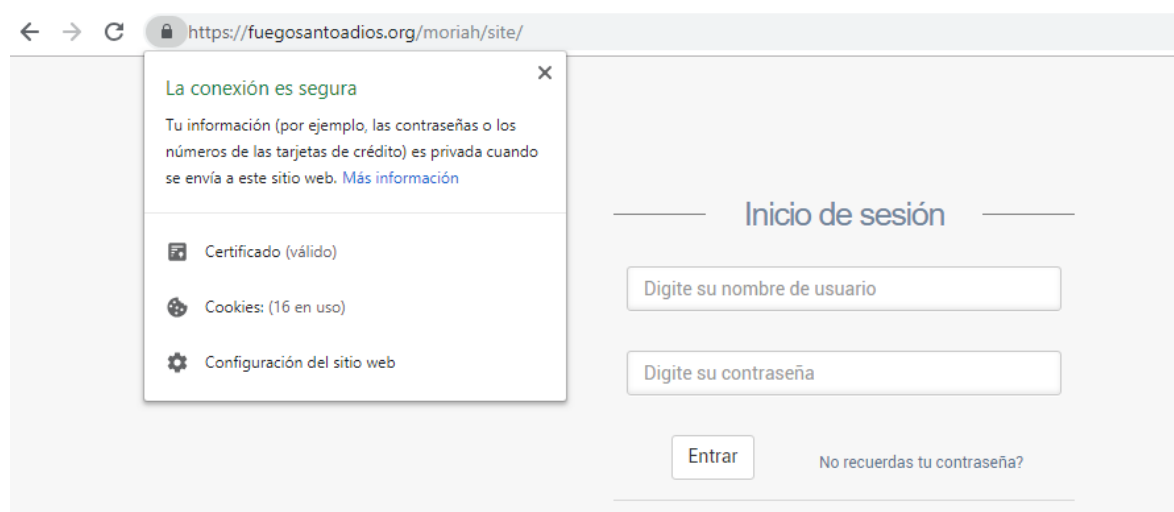 https://fuegosantoadios.org/moriah/site/
La conexión es segura
Tu información (por ejemplo, las contraseñas o los
números de las tarjetas de crédito) es privada cuando
se envía a este sitio web. Más información
Certificado (válido)
Cookies: (16 en uso)
Configuración del sitio web
Inicio de sesión
Digite su nombre de usuario
Digite su contraseña
Entrar
No recuerdas tu contraseña?